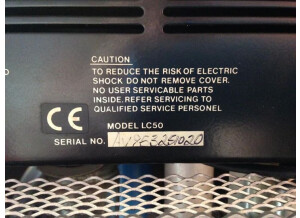 CAUTION
TO REDUCE THE RISK OF ELECTRIC
SHOCK DO NOT REMOVE COVER.
NO USER SERVICABLE PARTS
INSIDE. REFER SERVICING TO
QUALIFIED SERVICE PERSONEL
CE
MODEL LC50
SERIAL NO.